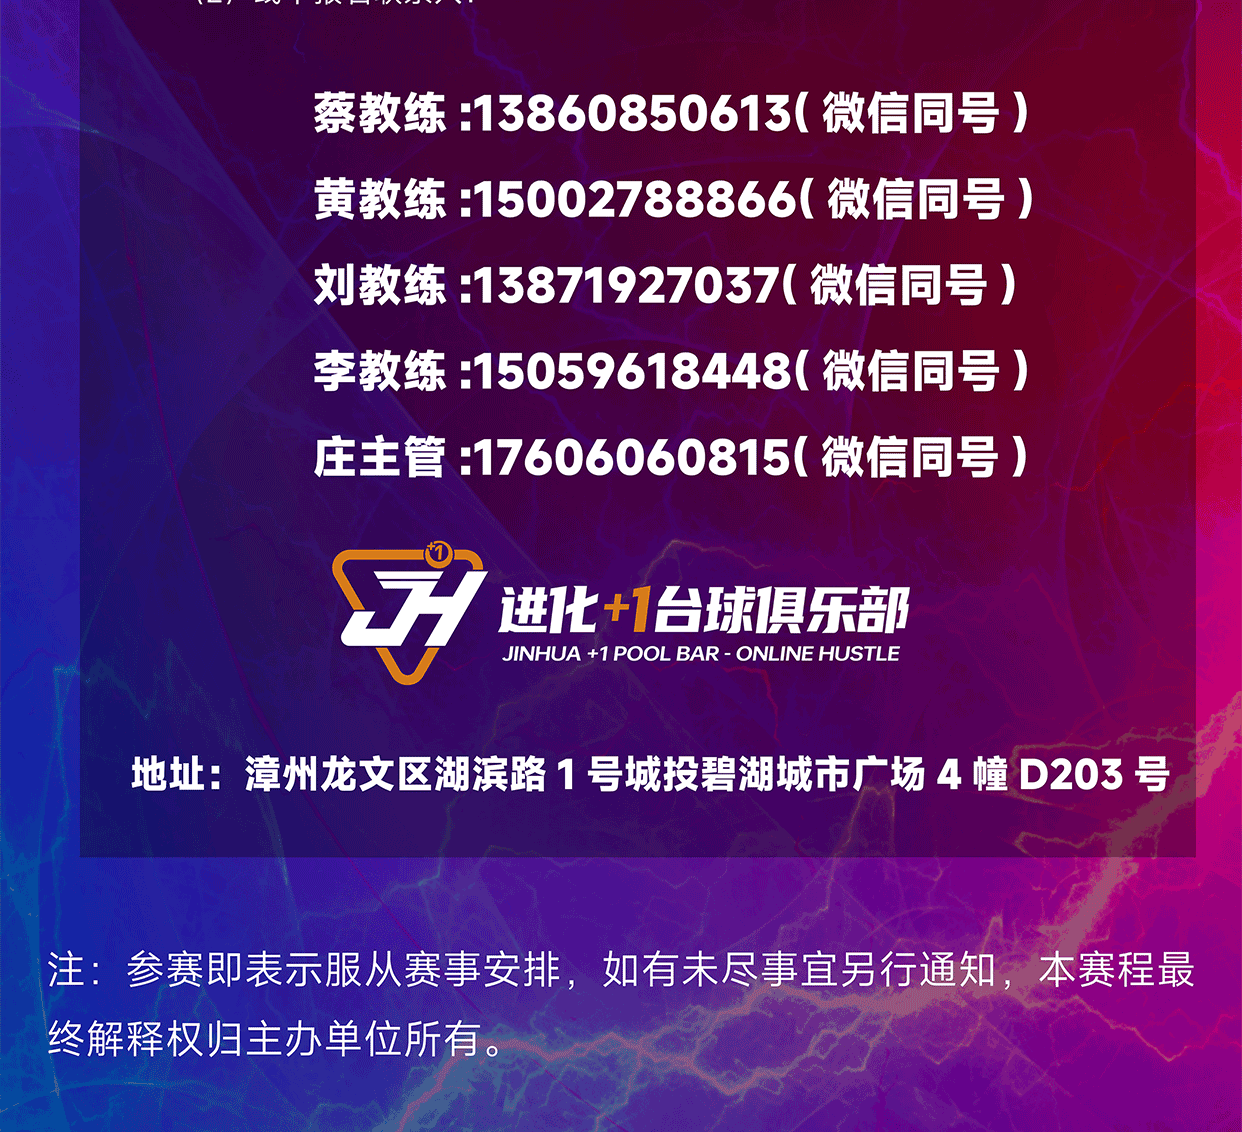 蔡教练 :13860850613( 微信同号 )
黄教练 :15002788866( 微信同号 )
刘教练 :13871927037( 微信同号 )
李教练 :15059618448( 微信同号 )
庄主管 :17606060815( 微信同号 )
+1
JH
进化+1台球俱乐部
JINHUA +1 POOL BAR - ONLINE HUSTLE
地址：漳州龙文区湖滨路 1 号城投碧湖城市广场 4 幢 D203 号
注：参赛即表示服从赛事安排，如有未尽事宜另行通知，本赛程最
终解释权归主办单位所有。